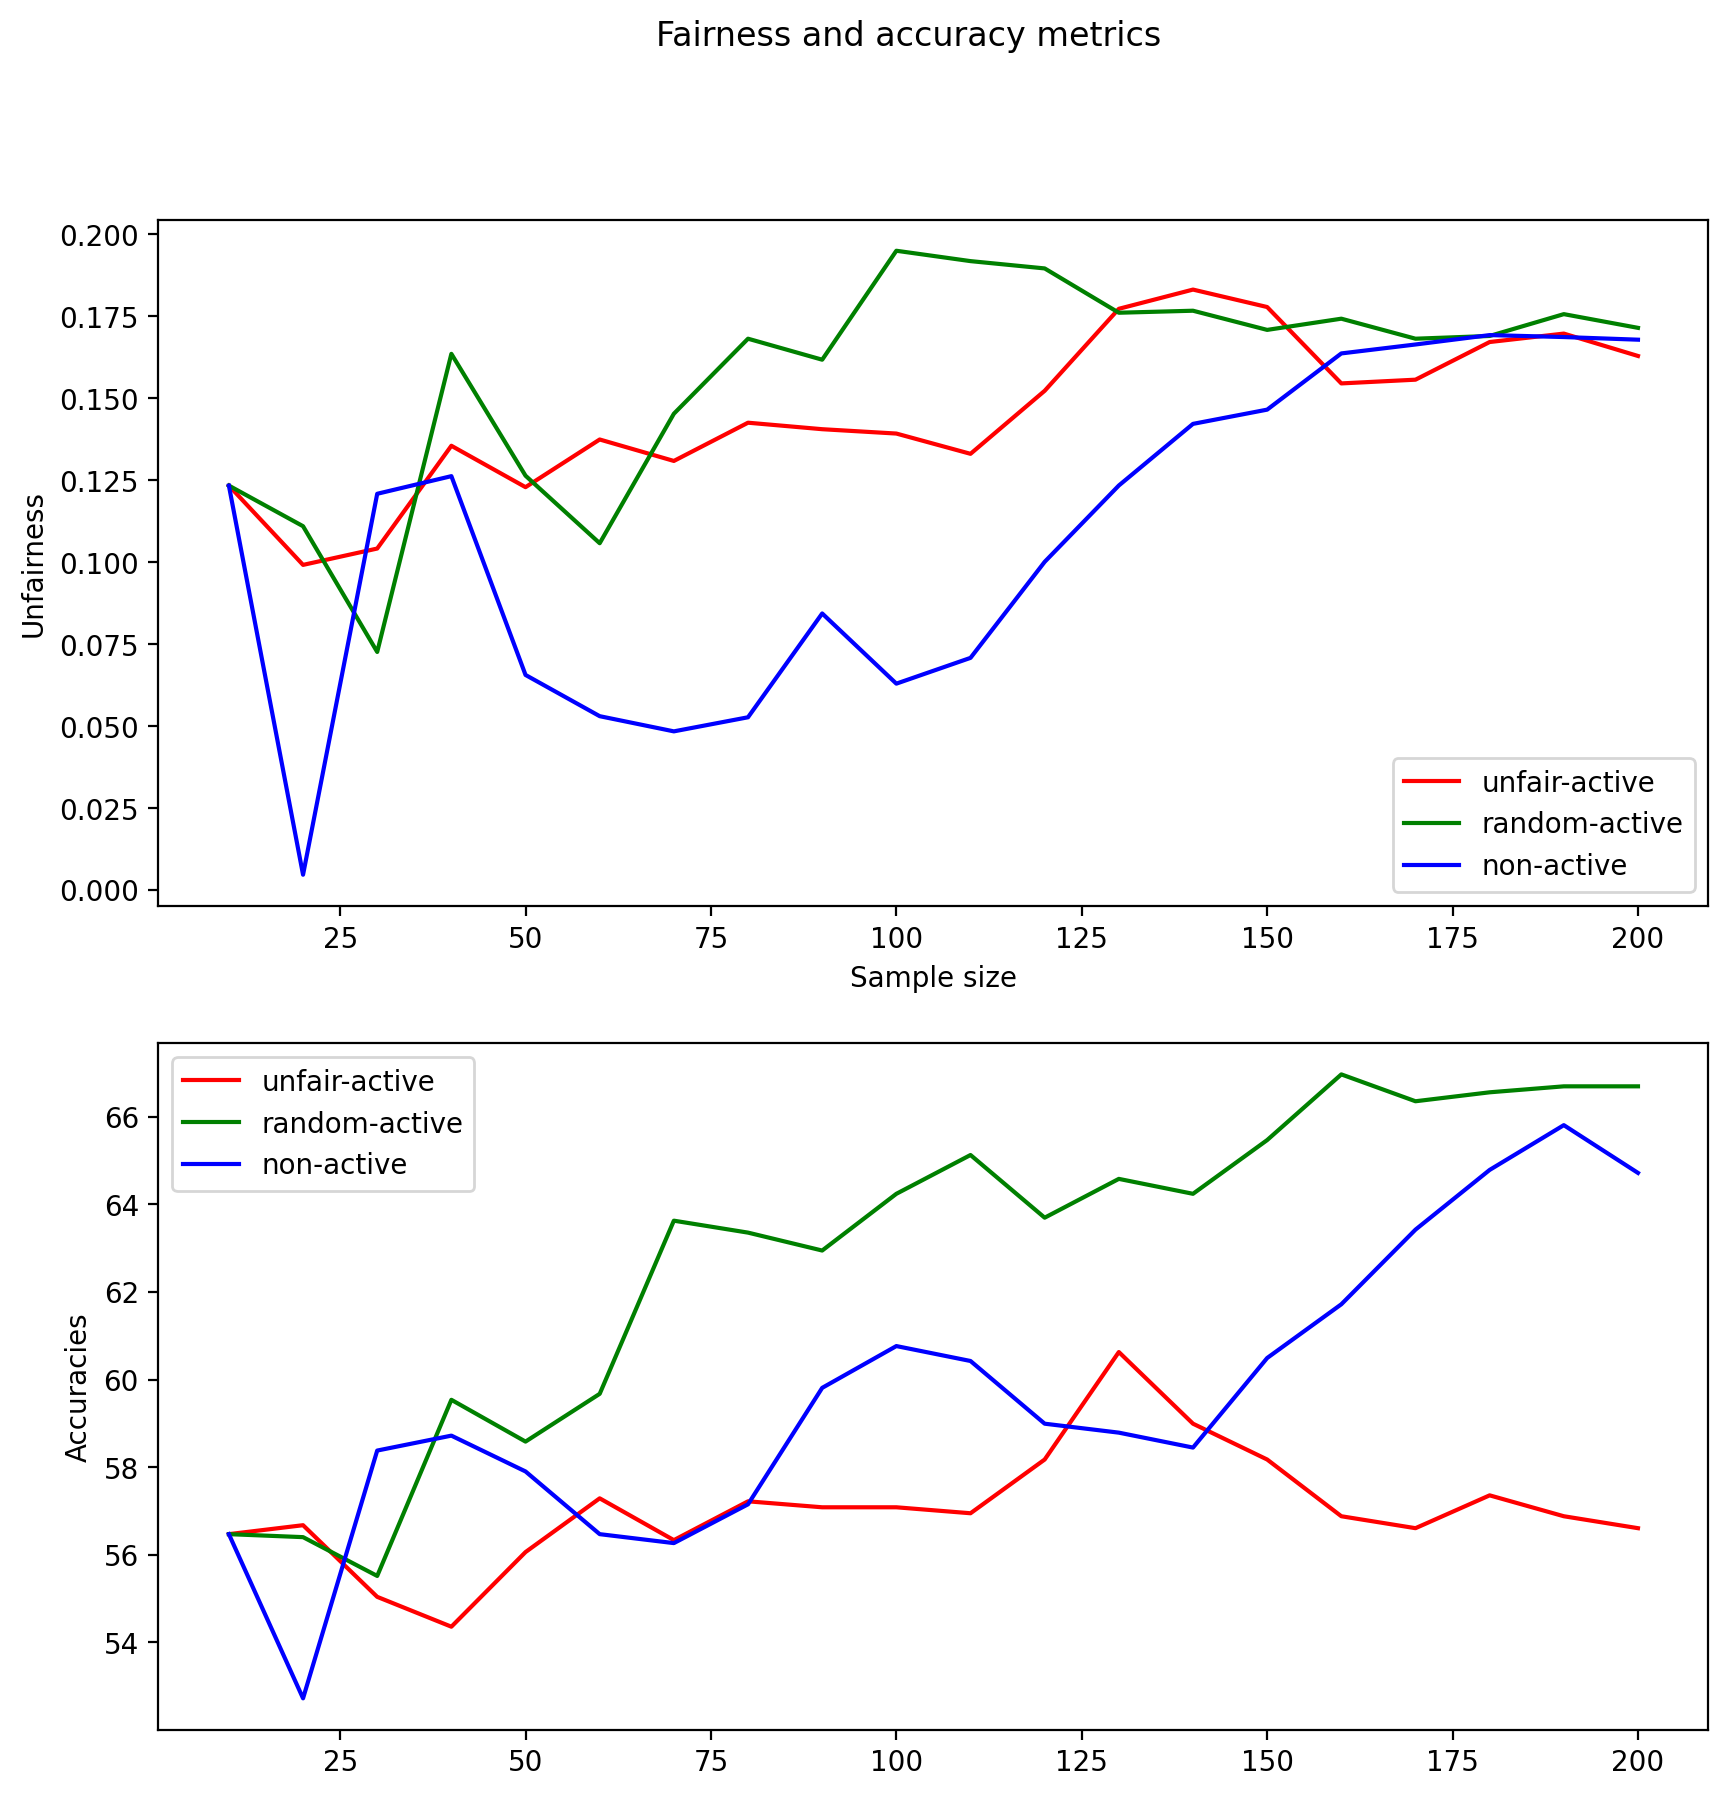 Fairness and accuracy metrics
0.200
0.175
0.150
0.125
0.100
0.075
0.050
0.025
0.000
Unfairness
unfair-active
random-active
non-active
25 50 75 100 125 150 175 200
Sample size
unfair-active
random-active
non-active
66
64
62
60
58
56
54
Accuracies
25 50 75 100 125 150 175 200